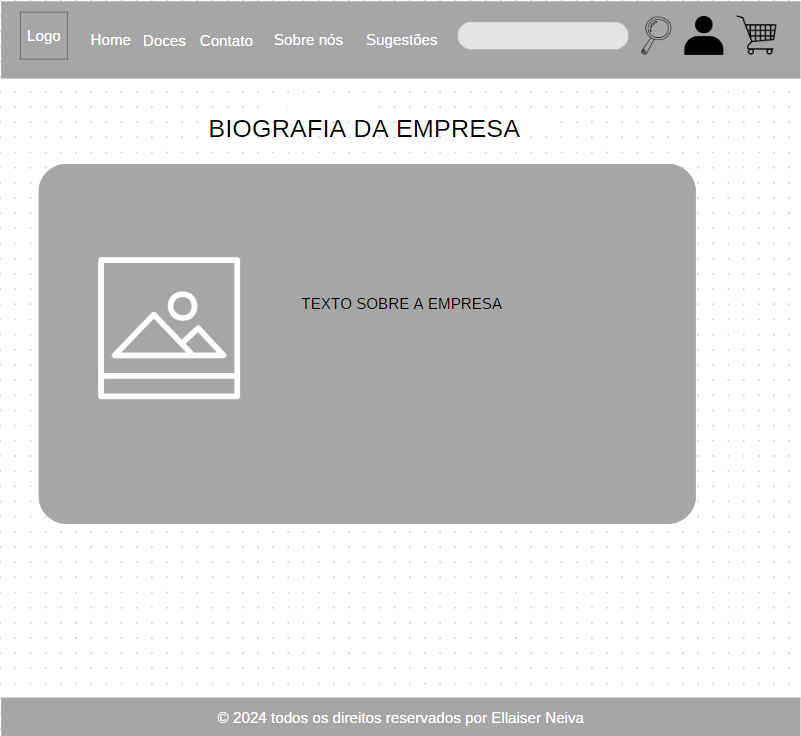 Logo Home Doces Contato Sobre nós Sugestões
BIOGRAFIA DA EMPRESA
TEXTO SOBRE A EMPRESA
© 2024 todos os direitos reservados por Ellaiser Neiva